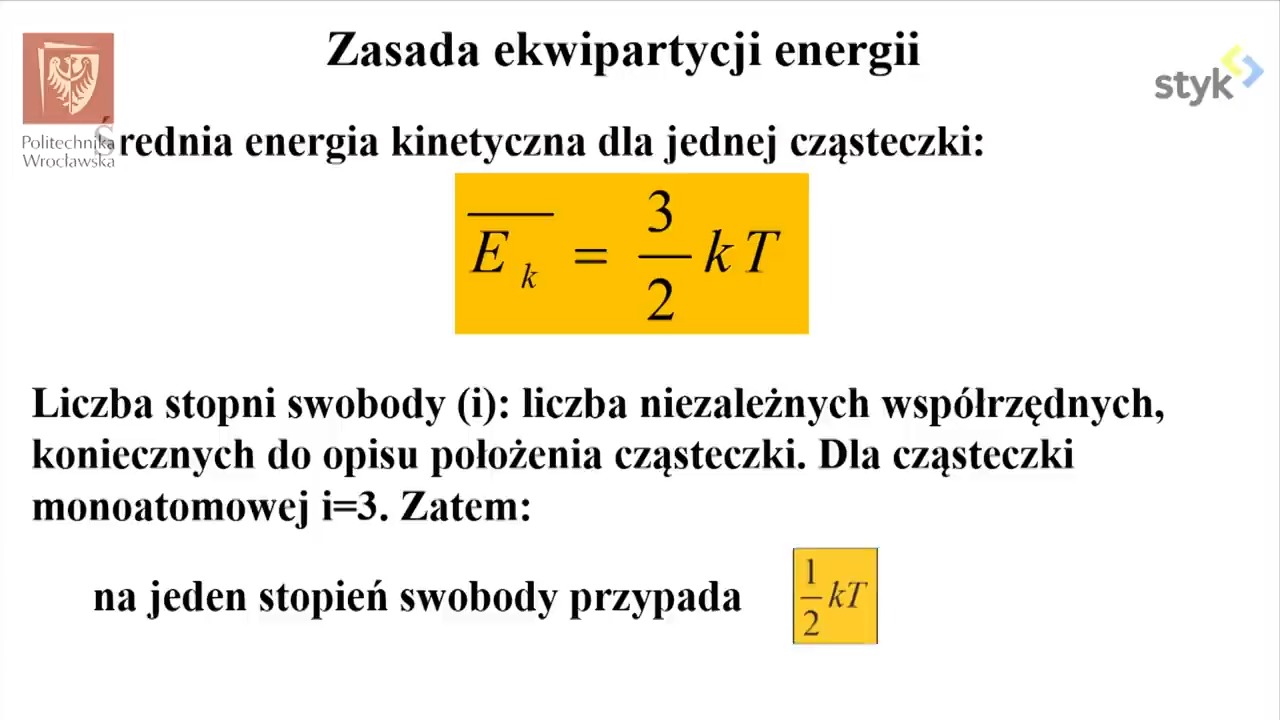 Zasada ekwipartycji energii
styk
Politechnika
Wrocławska
Średnia energia kinetyczna dla jednej cząsteczki:
E k = 3/2 k T
Liczba stopni swobody (i): liczba niezależnych współrzędnych,
koniecznych do opisu położenia cząsteczki. Dla cząsteczki
monoatomowej i=3. Zatem:
na jeden stopień swobody przypada 1/2 kT